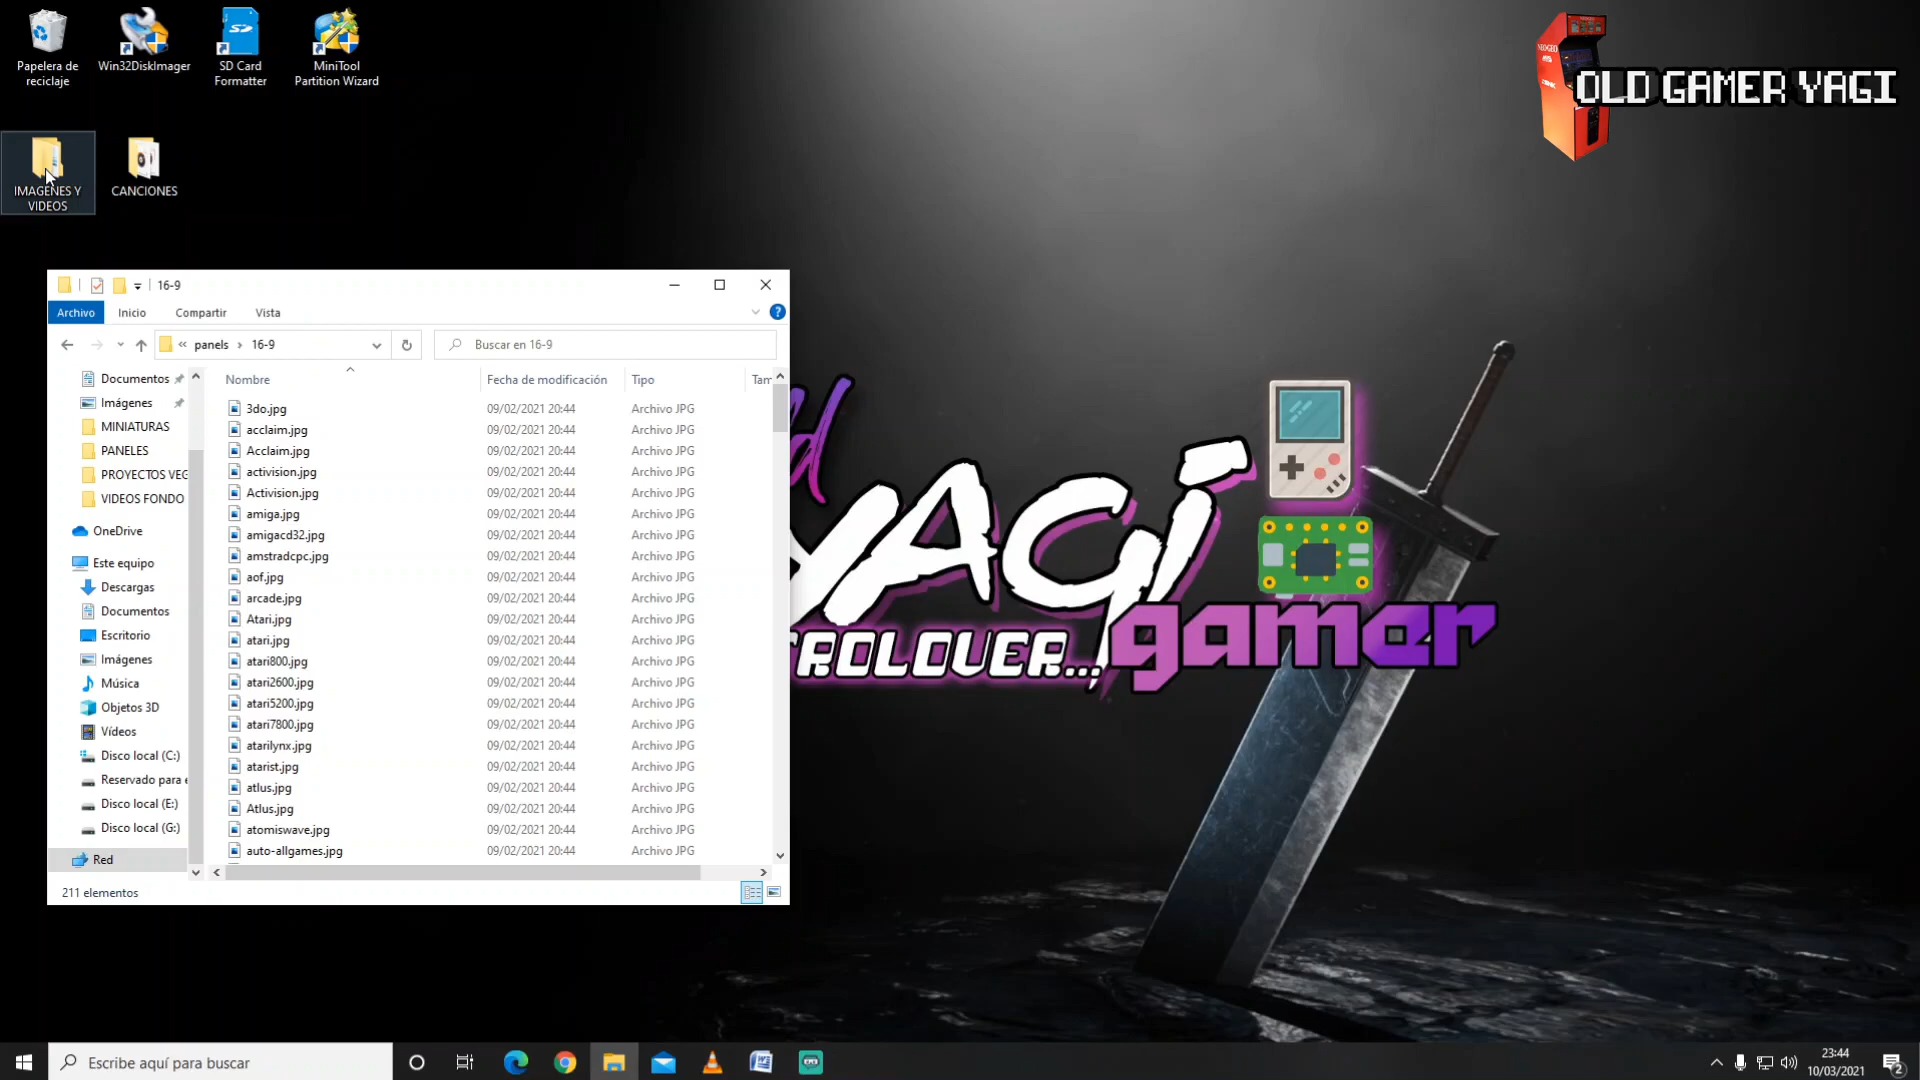 Papelera de
reciclaje
Win32DiskImager
SD Card
Formatter
MiniTool
Partition Wizard
NEOGEO
OLD GAMER YAGI
IMAGENES Y
VIDEOS
CANCIONES
16-9
Archivo
Inicio
Compartir
Vista
panels
16-9
Buscar en 16-9
Nombre
Fecha de modificación
Tipo
Tam
Documentos
Imágenes
MINIATURAS
PANELES
PROYECTOS VEG
VIDEOS FONDO
OneDrive
Este equipo
Descargas
Documentos
Escritorio
Imágenes
Música
Objetos 3D
Vídeos
Disco local (C:)
Reservado para e
Disco local (E:)
Disco local (G:)
Red
3do.jpg 09/02/2021 20:44 Archivo JPG
acclaim.jpg 09/02/2021 20:44 Archivo JPG
Acclaim.jpg 09/02/2021 20:44 Archivo JPG
activision.jpg 09/02/2021 20:44 Archivo JPG
Activision.jpg 09/02/2021 20:44 Archivo JPG
amiga.jpg 09/02/2021 20:44 Archivo JPG
amigacd32.jpg 09/02/2021 20:44 Archivo JPG
amstradcpc.jpg 09/02/2021 20:44 Archivo JPG
aof.jpg 09/02/2021 20:44 Archivo JPG
arcade.jpg 09/02/2021 20:44 Archivo JPG
Atari.jpg 09/02/2021 20:44 Archivo JPG
atari.jpg 09/02/2021 20:44 Archivo JPG
atari800.jpg 09/02/2021 20:44 Archivo JPG
atari2600.jpg 09/02/2021 20:44 Archivo JPG
atari5200.jpg 09/02/2021 20:44 Archivo JPG
atari7800.jpg 09/02/2021 20:44 Archivo JPG
atarilynx.jpg 09/02/2021 20:44 Archivo JPG
atarist.jpg 09/02/2021 20:44 Archivo JPG
atlus.jpg 09/02/2021 20:44 Archivo JPG
Atlus.jpg 09/02/2021 20:44 Archivo JPG
atomiswave.jpg 09/02/2021 20:44 Archivo JPG
auto-allgames.jpg 09/02/2021 20:44 Archivo JPG
211 elementos
d
YAGi
TROLOVER...
gamer
Escribe aquí para buscar
23:44
10/03/2021
2